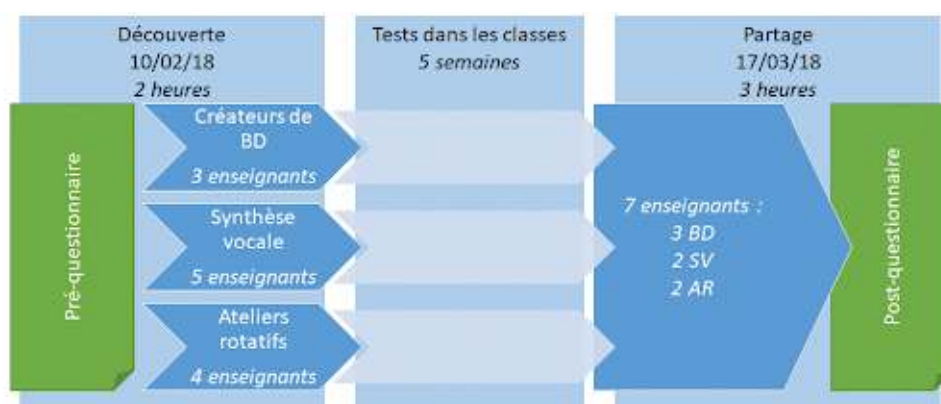 Découverte
10/02/18
2 heures
Tests dans les classes
5 semaines
Partage
17/03/18
3 heures
Pré-questionnaire
Créateurs de
BD
3 enseignants
Synthèse
vocale
5 enseignants
Ateliers
rotatifs
4 enseignants
7 enseignants :
3 BD
2 SV
2 AR
Post-questionnaire